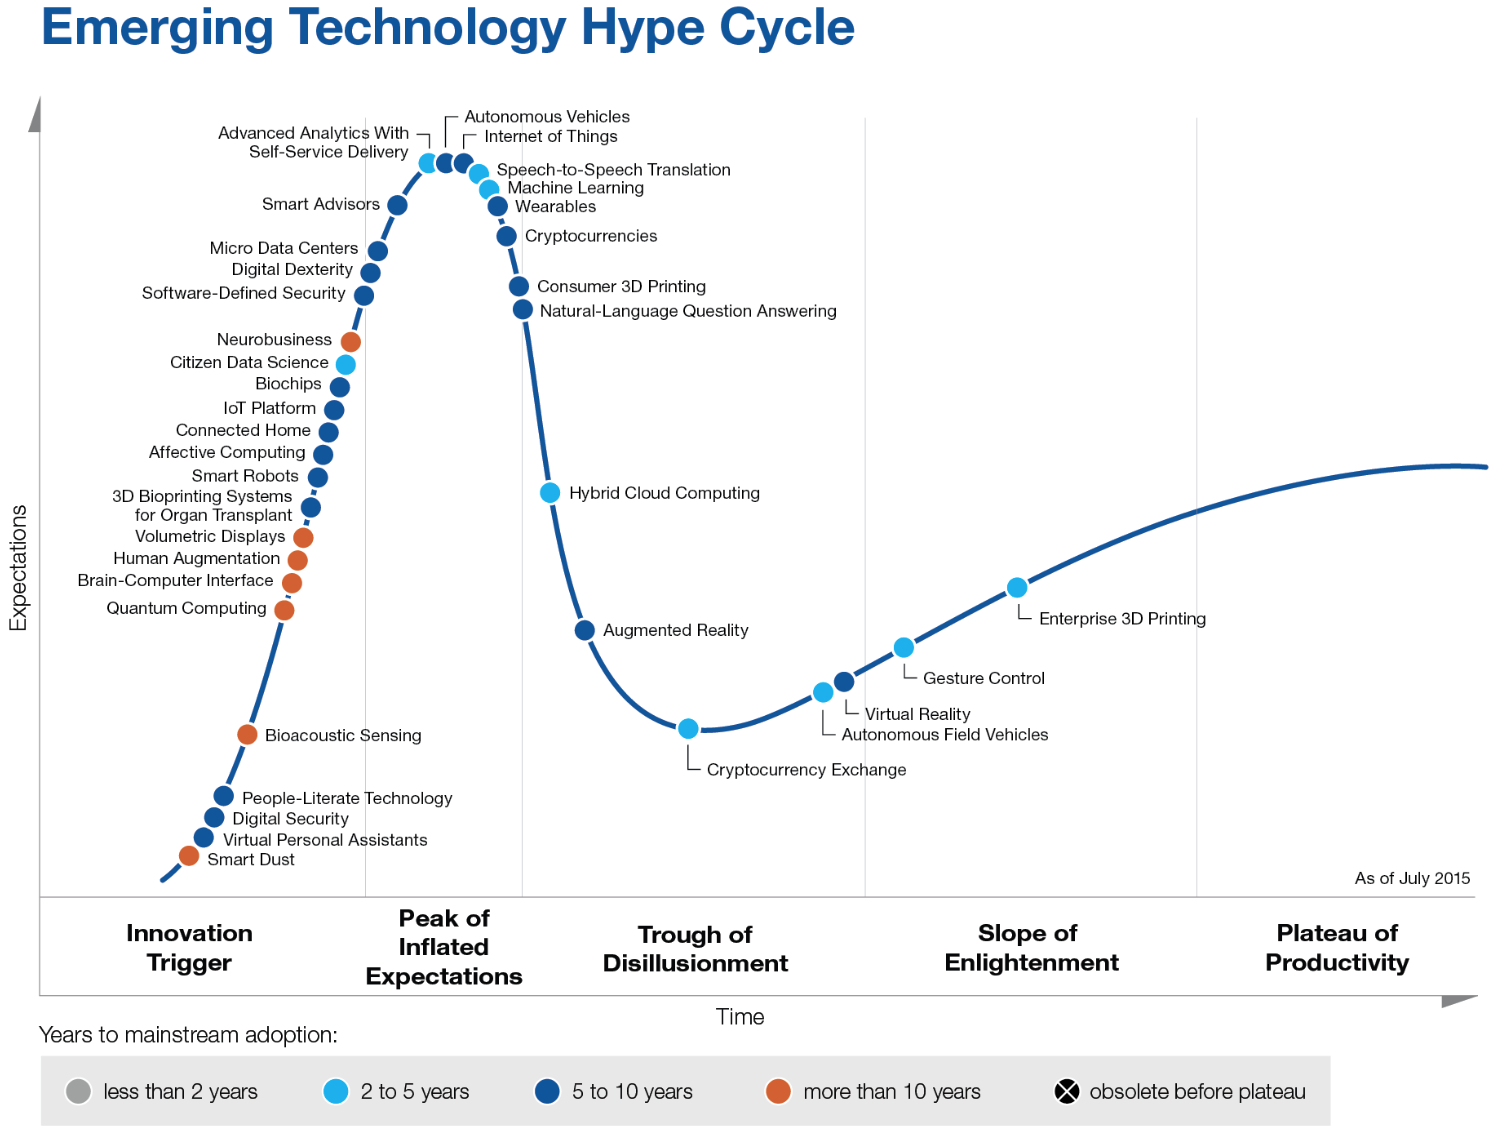 Emerging Technology Hype Cycle
Expectations
Autonomous Vehicles
Advanced Analytics With
Self-Service Delivery
Internet of Things
Speech-to-Speech Translation
Machine Learning
Smart Advisors
Wearables
Cryptocurrencies
Micro Data Centers
Digital Dexterity
Software-Defined Security
Consumer 3D Printing
Natural-Language Question Answering
Neurobusiness
Citizen Data Science
Biochips
IoT Platform
Connected Home
Affective Computing
Smart Robots
3D Bioprinting Systems
for Organ Transplant
Volumetric Displays
Human Augmentation
Brain-Computer Interface
Quantum Computing
Hybrid Cloud Computing
Augmented Reality
Enterprise 3D Printing
Gesture Control
Virtual Reality
Autonomous Field Vehicles
Cryptocurrency Exchange
Bioacoustic Sensing
People-Literate Technology
Digital Security
Virtual Personal Assistants
Smart Dust
As of July 2015
Innovation
Trigger
Peak of
Inflated
Expectations
Trough of
Disillusionment
Slope of
Enlightenment
Plateau of
Productivity
Time
Years to mainstream adoption:
less than 2 years
2 to 5 years
5 to 10 years
more than 10 years
obsolete before plateau